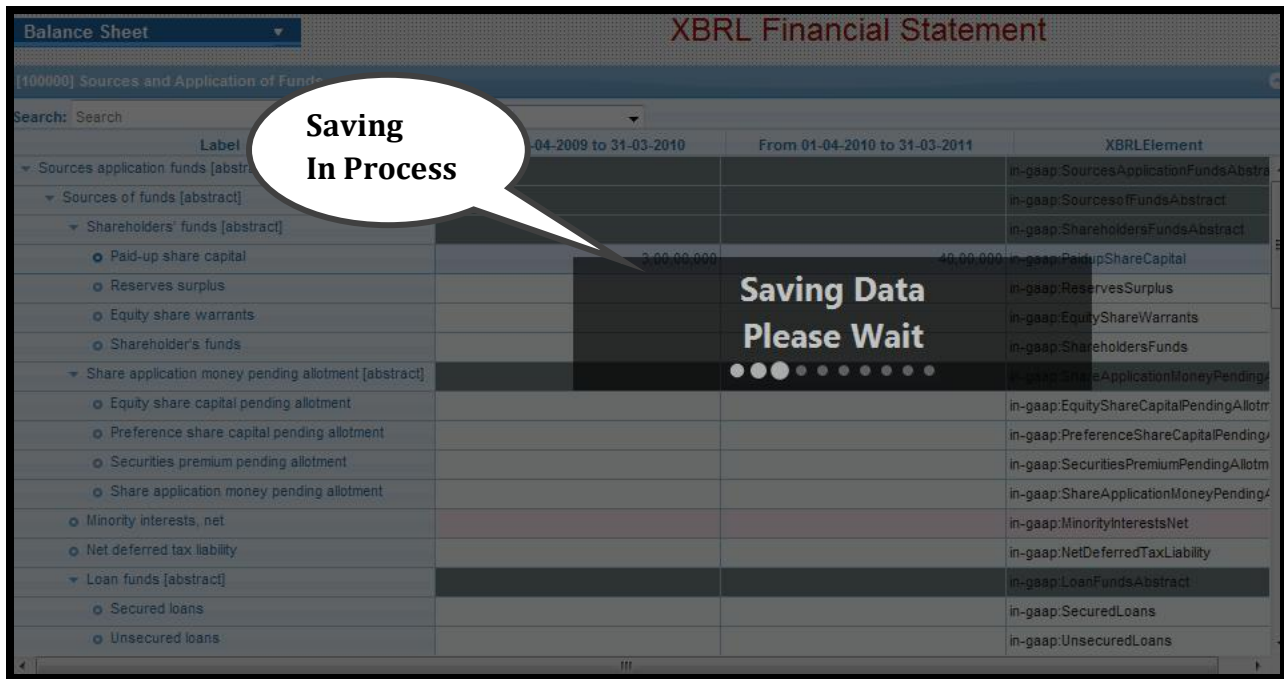 Balance Sheet
XBRL Financial Statement
[100000] Sources and Application of Funds
Search: Search
Saving
In Process
Label
-04-2009 to 31-03-2010
From 01-04-2010 to 31-03-2011
XBRLElement
Sources application funds [abstr
in-gaap:SourcesApplicationFundsAbstra
Sources of funds [abstract]
in-gaap:SourcesofFundsAbstract
Shareholders' funds [abstract]
in-gaap:ShareholdersFundsAbstract
Paid-up share capital
3,00,00,000
40,00,000
in-gaap:PaidupShareCapital
Saving Data
Please Wait
Reserves surplus
in-gaap:ReservesSurplus
Equity share warrants
in-gaap:EquityShareWarrants
Shareholder's funds
in-gaap:ShareholdersFunds
Share application money pending allotment [abstract]
in-gaap:ShareApplicationMoneyPendingA
Equity share capital pending allotment
in-gaap:EquityShareCapitalPendingAllotm
Preference share capital pending allotment
in-gaap:PreferenceShareCapitalPendingA
Securities premium pending allotment
in-gaap:SecuritiesPremiumPendingAllotm
Share application money pending allotment
in-gaap:ShareApplicationMoneyPendingA
Minority interests, net
in-gaap:MinorityInterestsNet
Net deferred tax liability
in-gaap:NetDeferredTaxLiability
Loan funds [abstract]
in-gaap:LoanFundsAbstract
Secured loans
in-gaap:SecuredLoans
Unsecured loans
in-gaap:UnsecuredLoans